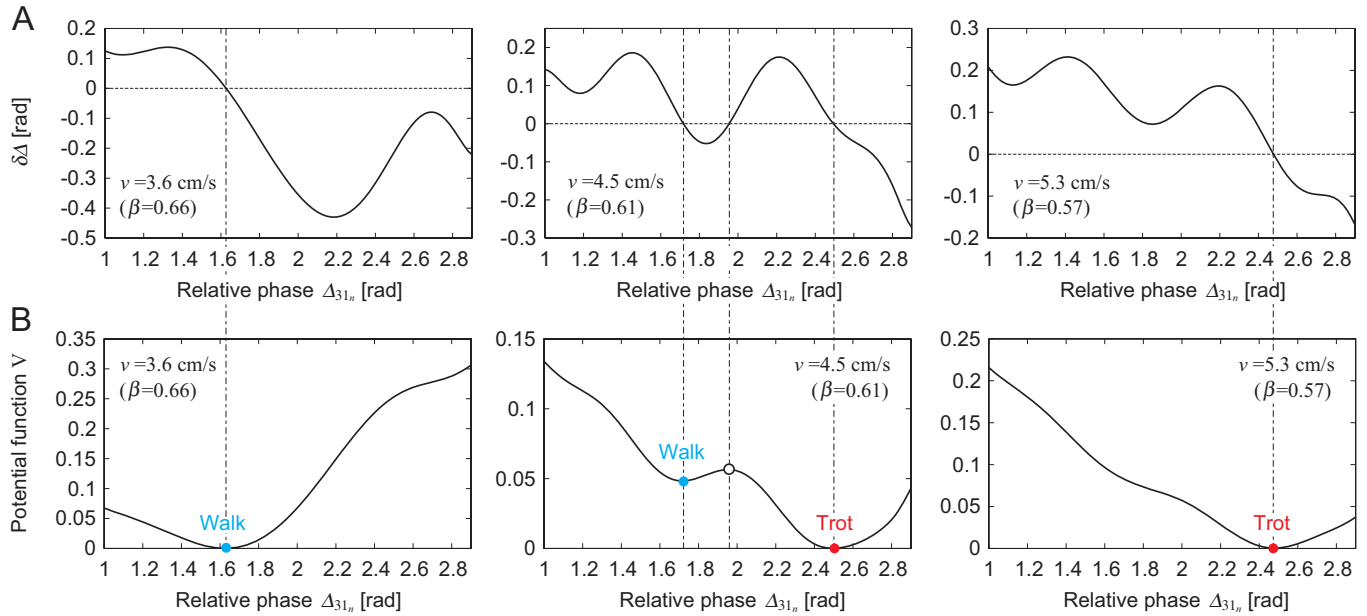 A
δΔ [rad]
0.2
0.1
0
-0.1
-0.2
-0.3
-0.4
-0.5
v =3.6 cm/s
(β=0.66)
1 1.2 1.4 1.6 1.8 2 2.2 2.4 2.6 2.8
Relative phase Δ31n [rad]
0.2
0.1
0
-0.1
-0.2
-0.3
v =4.5 cm/s
(β=0.61)
1 1.2 1.4 1.6 1.8 2 2.2 2.4 2.6 2.8
Relative phase Δ31n [rad]
0.3
0.2
0.1
0
-0.1
-0.2
v =5.3 cm/s
(β=0.57)
1 1.2 1.4 1.6 1.8 2 2.2 2.4 2.6 2.8
Relative phase Δ31n [rad]
B
Potential function V
0.35
0.3
0.25
0.2
0.15
0.1
0.05
0
v =3.6 cm/s
(β=0.66)
Walk
1 1.2 1.4 1.6 1.8 2 2.2 2.4 2.6 2.8
Relative phase Δ31n [rad]
0.15
0.1
0.05
0
v =4.5 cm/s
(β=0.61)
Walk
Trot
1 1.2 1.4 1.6 1.8 2 2.2 2.4 2.6 2.8
Relative phase Δ31n [rad]
0.25
0.2
0.15
0.1
0.05
0
v =5.3 cm/s
(β=0.57)
Trot
1 1.2 1.4 1.6 1.8 2 2.2 2.4 2.6 2.8
Relative phase Δ31n [rad]